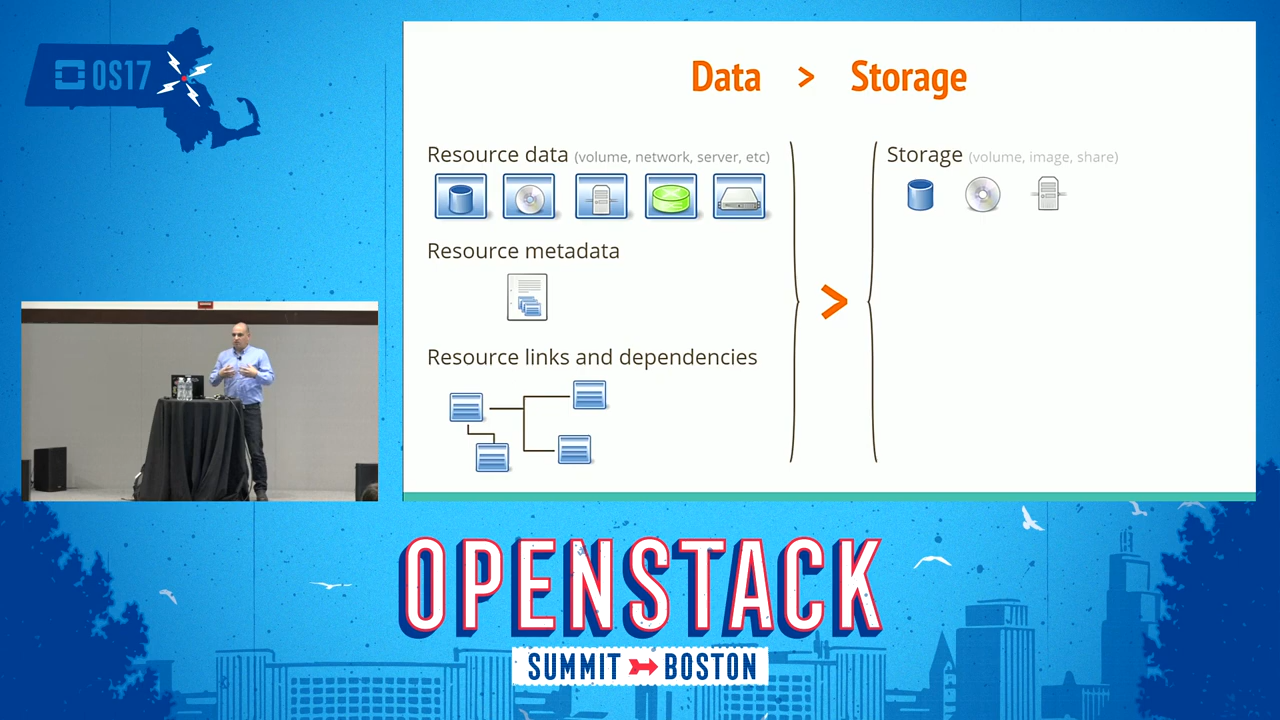 OS17
Data > Storage
Resource data (volume, network, server, etc)
Storage (volume, image, share)
Resource metadata
>
Resource links and dependencies
OPENSTACK
SUMMIT BOSTON